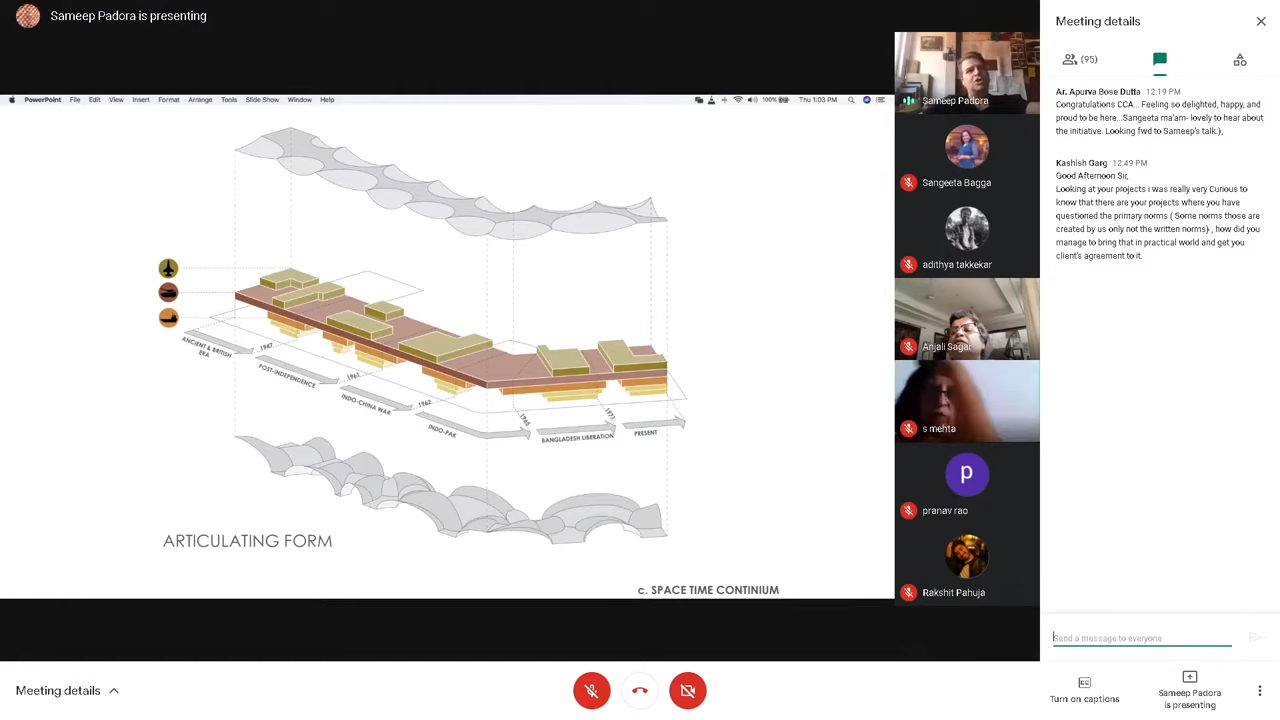 Sameep Padora is presenting
PowerPoint File Edit View Insert Format Arrange Tools Slide Show Window Help
100% Thu 1:03 PM
ANCIENT & BRITISH
ERA
1947
POST-INDEPENDENCE
1961
INDO-CHINA WAR
1962
INDO-PAK
1965
BANGLADESH LIBERATION
1971
PRESENT
ARTICULATING FORM
c. SPACE TIME CONTINIUM
Sameep Padora
Sangeeta Bagga
adithya takkekar
Anjali Sagar
s mehta
p
pranav rao
Rakshit Pahuja
Meeting details
(95)
Ar. Apurva Bose Dutta 12:19 PM
Congratulations CCA... Feeling so delighted, happy, and
proud to be here...Sangeeta ma'am- lovely to hear about
the initiative. Looking fwd to Sameep's talk:),
Kashish Garg 12:49 PM
Good Afternoon Sir,
Looking at your projects i was really very Curious to
know that there are your projects where you have
questioned the primary norms ( Some norms those are
created by us only not the written norms) , how did you
manage to bring that in practical world and get you
client's agreement to it.
Send a message to everyone
Meeting details
Turn on captions
Sameep Padora
is presenting